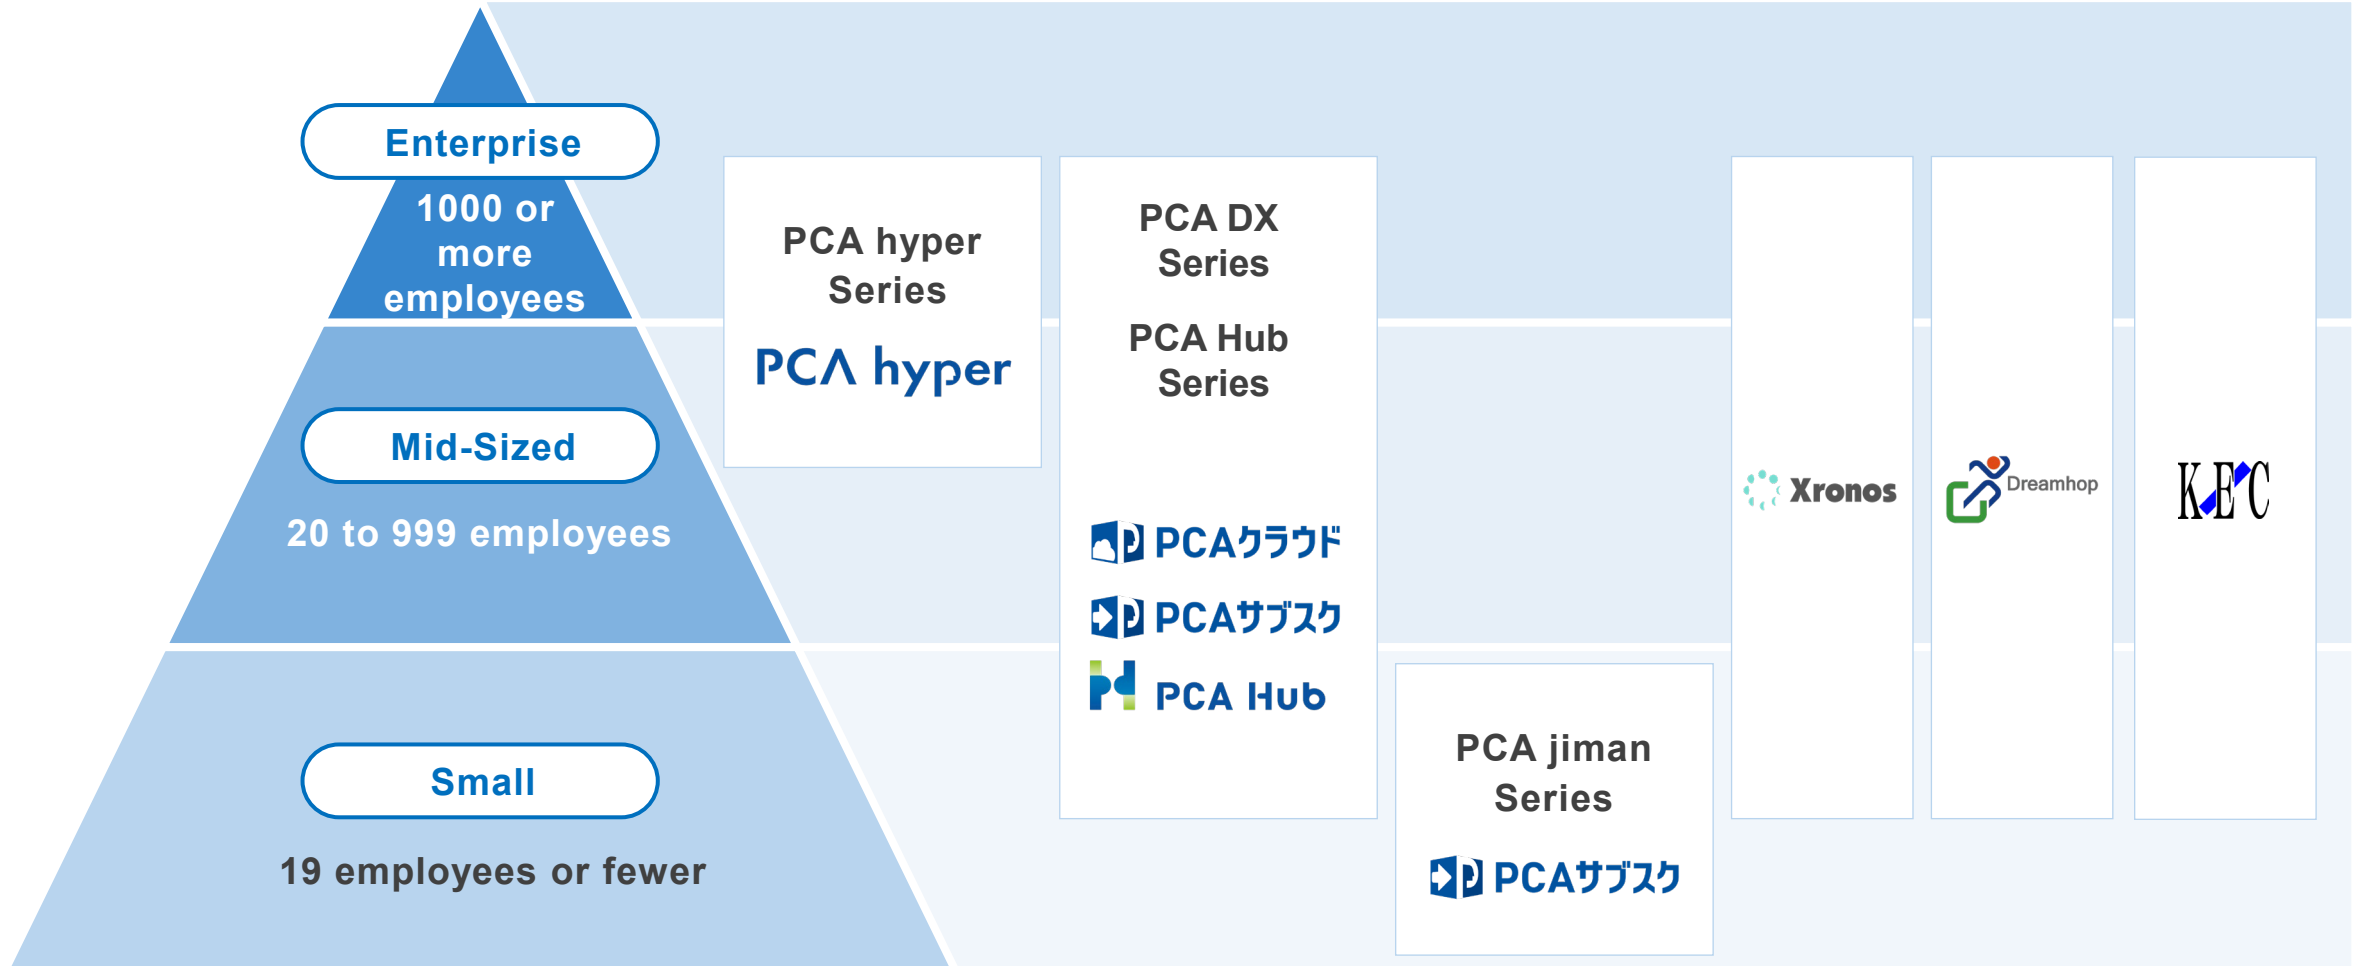 Enterprise
1000 or
more
employees
Mid-Sized
20 to 999 employees
Small
19 employees or fewer
PCA hyper
Series
PCA hyper
PCA DX
Series
PCA Hub
Series
PCAクラウド
PCAサブスク
PCA Hub
PCA jiman
Series
PCAサブスク
Xronos
Dreamhop
KEC